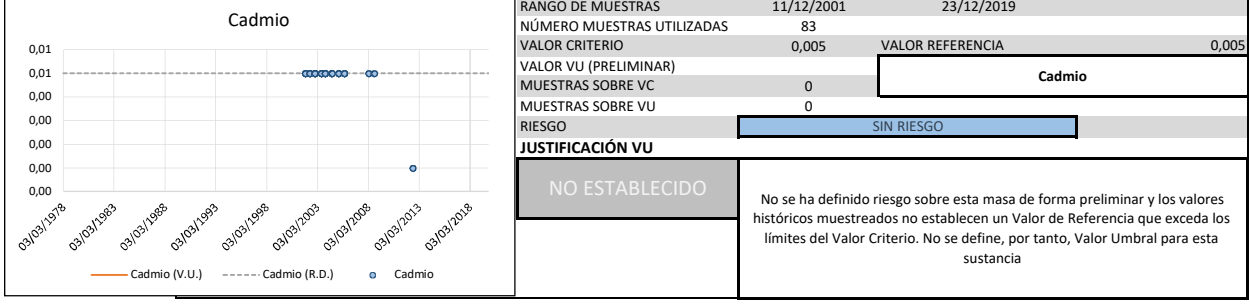 Cadmio
0,01
0,01
0,00
0,00
0,00
0,00
0,00
03/03/1978
03/03/1983
03/03/1988
03/03/1993
03/03/1998
03/03/2003
03/03/2008
03/03/2013
03/03/2018
Cadmio (V.U.)
Cadmio (R.D.)
Cadmio
RANGO DE MUESTRAS 11/12/2001 23/12/2019
NÚMERO MUESTRAS UTILIZADAS 83
VALOR CRITERIO 0,005 VALOR REFERENCIA 0,005
VALOR VU (PRELIMINAR)
Cadmio
MUESTRAS SOBRE VC 0
MUESTRAS SOBRE VU 0
RIESGO SIN RIESGO
JUSTIFICACIÓN VU
NO ESTABLECIDO
No se ha definido riesgo sobre esta masa de forma preliminar y los valores
históricos muestreados no establecen un Valor de Referencia que exceda los
límites del Valor Criterio. No se define, por tanto, Valor Umbral para esta
sustancia